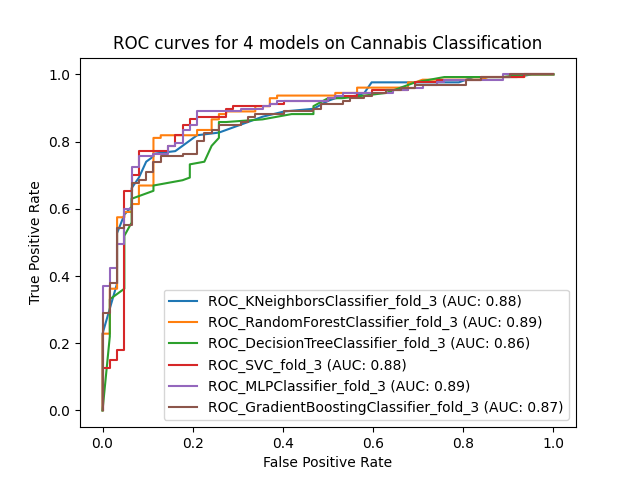 ROC curves for 4 models on Cannabis Classification
True Positive Rate
1.0
0.8
0.6
0.4
0.2
0.0
ROC_KNeighborsClassifier_fold_3 (AUC: 0.88)
ROC_RandomForestClassifier_fold_3 (AUC: 0.89)
ROC_DecisionTreeClassifier_fold_3 (AUC: 0.86)
ROC_SVC_fold_3 (AUC: 0.88)
ROC_MLPClassifier_fold_3 (AUC: 0.89)
ROC_GradientBoostingClassifier_fold_3 (AUC: 0.87)
0.0 0.2 0.4 0.6 0.8 1.0
False Positive Rate